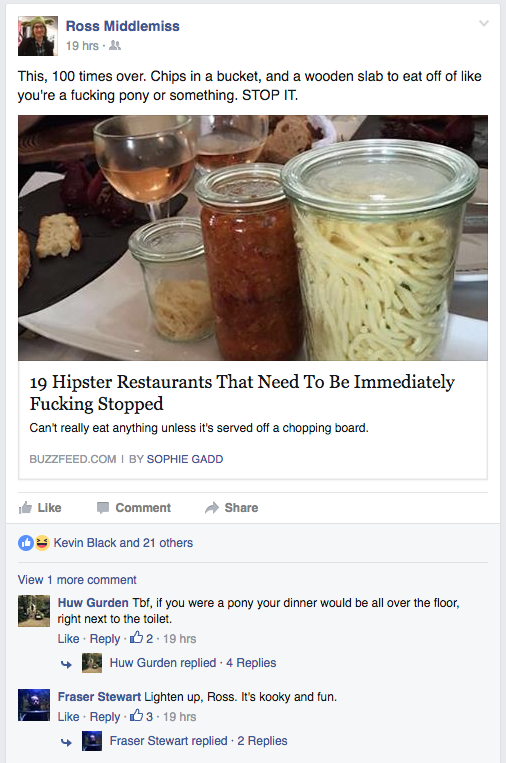 Ross Middlemiss
19 hrs ·
This, 100 times over. Chips in a bucket, and a wooden slab to eat off of like
you're a fucking pony or something. STOP IT.
19 Hipster Restaurants That Need To Be Immediately
Fucking Stopped
Can't really eat anything unless it's served off a chopping board.
BUZZFEED.COM | BY SOPHIE GADD
Like Comment Share
Kevin Black and 21 others
View 1 more comment
Huw Gurden Tbf, if you were a pony your dinner would be all over the floor,
right next to the toilet.
Like · Reply · 2 · 19 hrs
Huw Gurden replied · 4 Replies
Fraser Stewart Lighten up, Ross. It's kooky and fun.
Like · Reply · 3 · 19 hrs
Fraser Stewart replied · 2 Replies